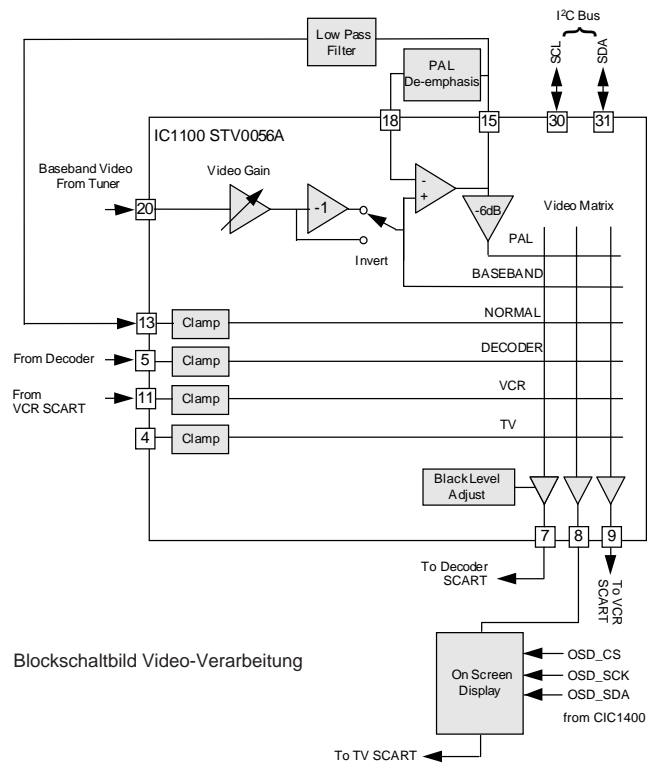 I²C Bus
Low Pass
Filter
SCL
SDA
PAL
De-emphasis
18
15
30
31
IC1100 STV0056A
Baseband Video
From Tuner
Video Gain
20
-1
-
+
-6dB
Video Matrix
Invert
PAL
BASEBAND
13
Clamp
NORMAL
From Decoder
5
Clamp
DECODER
From
VCR SCART
11
Clamp
VCR
4
Clamp
TV
Black Level
Adjust
7
8
9
To Decoder
SCART
To VCR
SCART
Blockschaltbild Video-Verarbeitung
On Screen
Display
OSD_CS
OSD_SCK
OSD_SDA
from CIC1400
To TV SCART